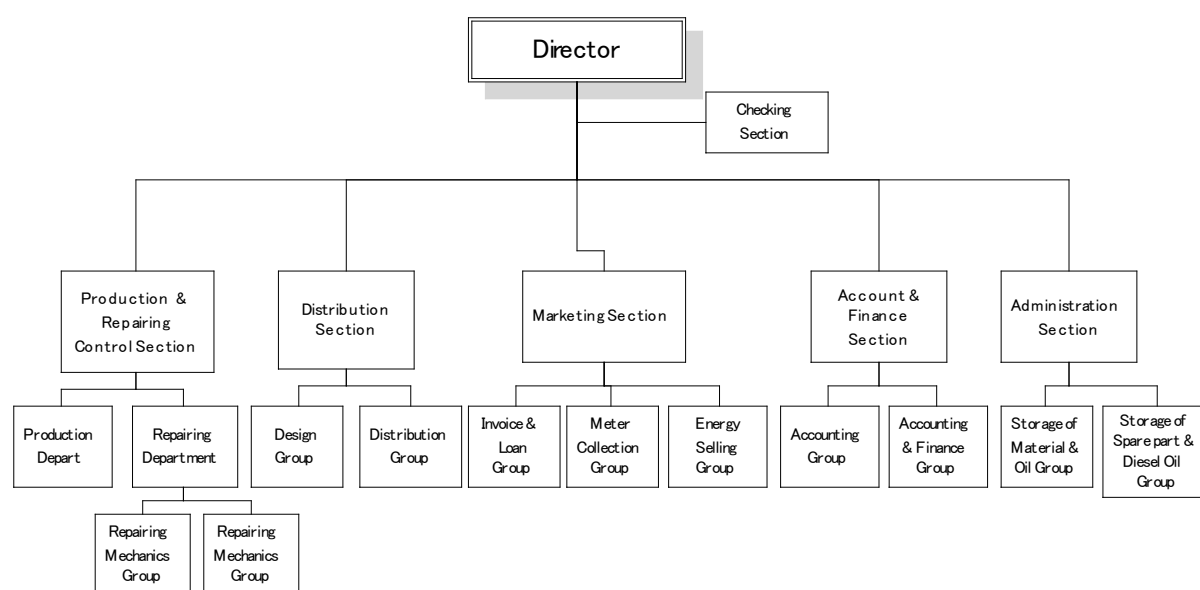 Director
Checking
Section
Production &
Repairing
Control Section
Distribution
Section
Marketing Section
Account &
Finance
Section
Administration
Section
Production
Depart
Repairing
Department
Design
Group
Distribution
Group
Invoice &
Loan
Group
Meter
Collection
Group
Energy
Selling
Group
Accounting
Group
Accounting
& Finance
Group
Storage of
Material &
Oil Group
Storage of
Spare part &
Diesel Oil
Group
Repairing
Mechanics
Group
Repairing
Mechanics
Group